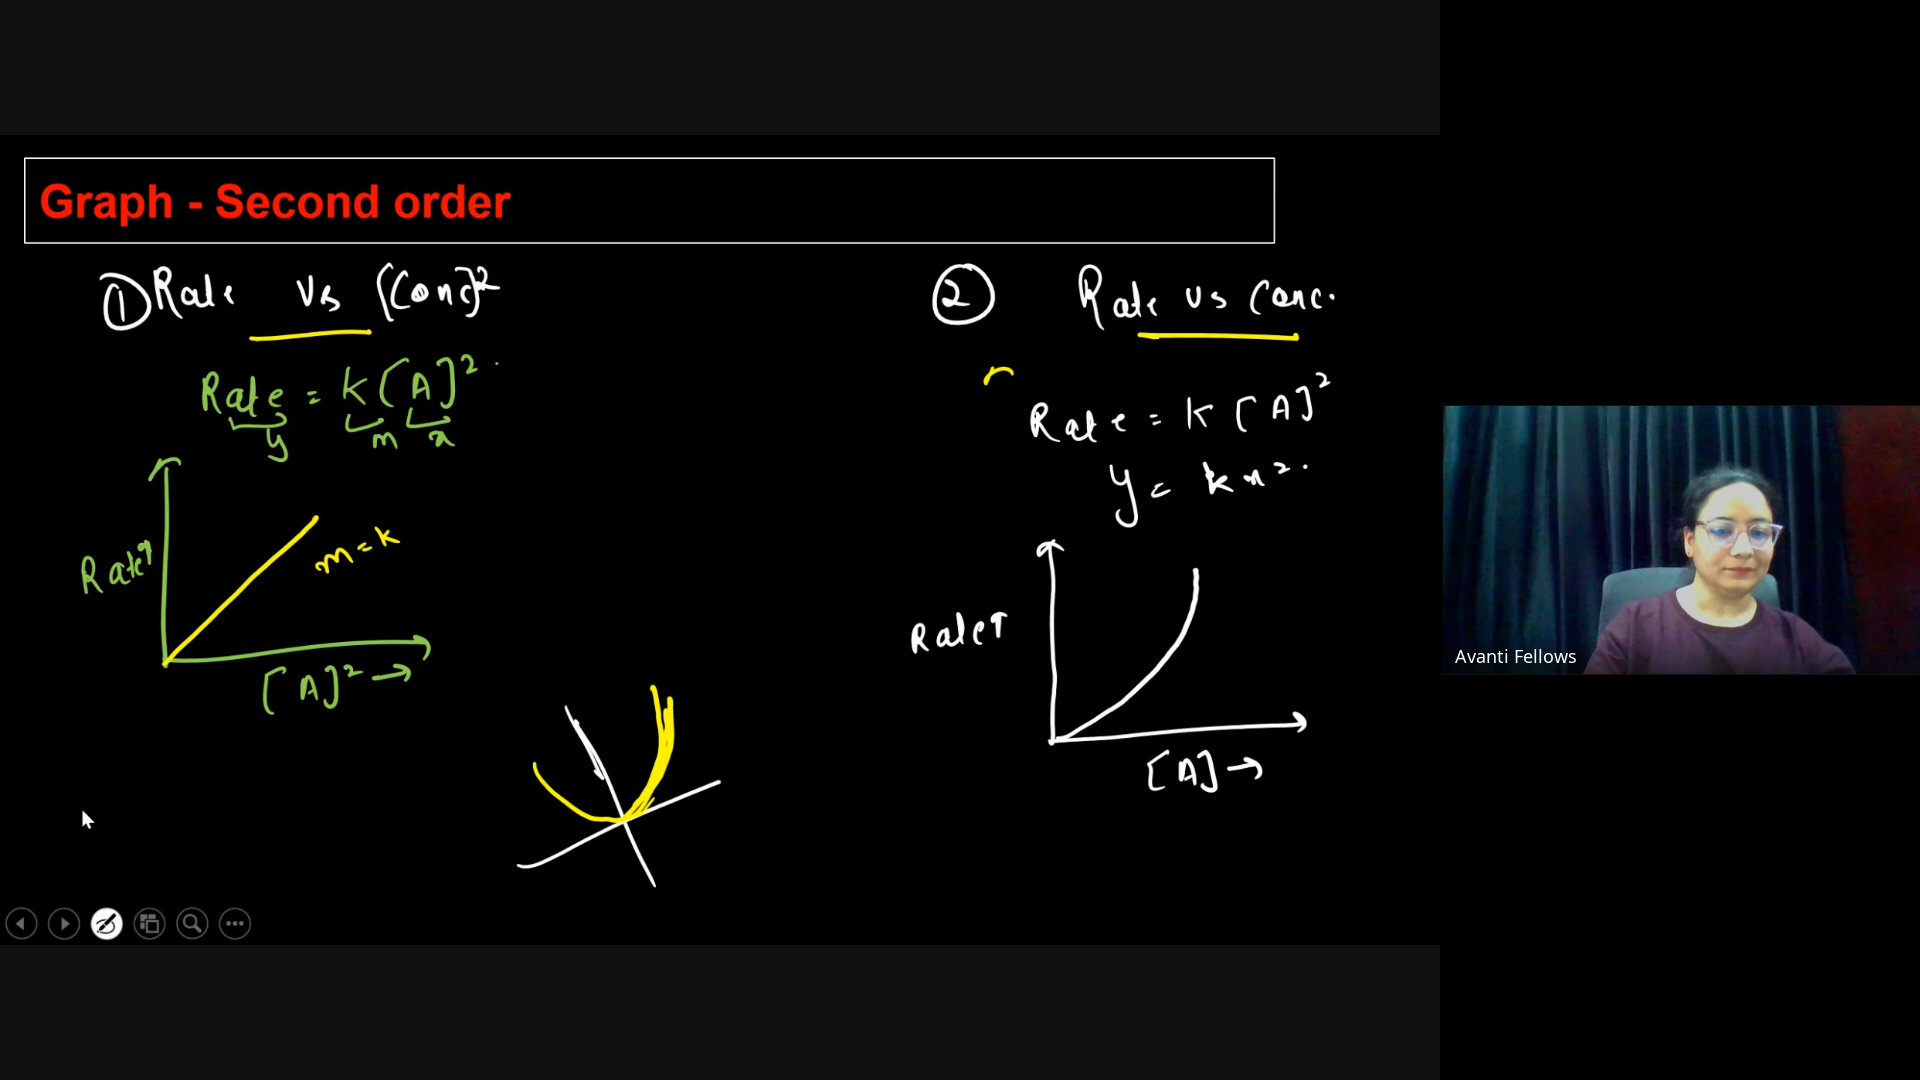 Graph - Second order
① Rate vs [Conc]²
Rate = k[A]²
y m x
Rate↑
m = k
[A]² →
② Rate vs Conc.
Rate = k[A]²
y = kx².
Rate↑
[A] →
Avanti Fellows